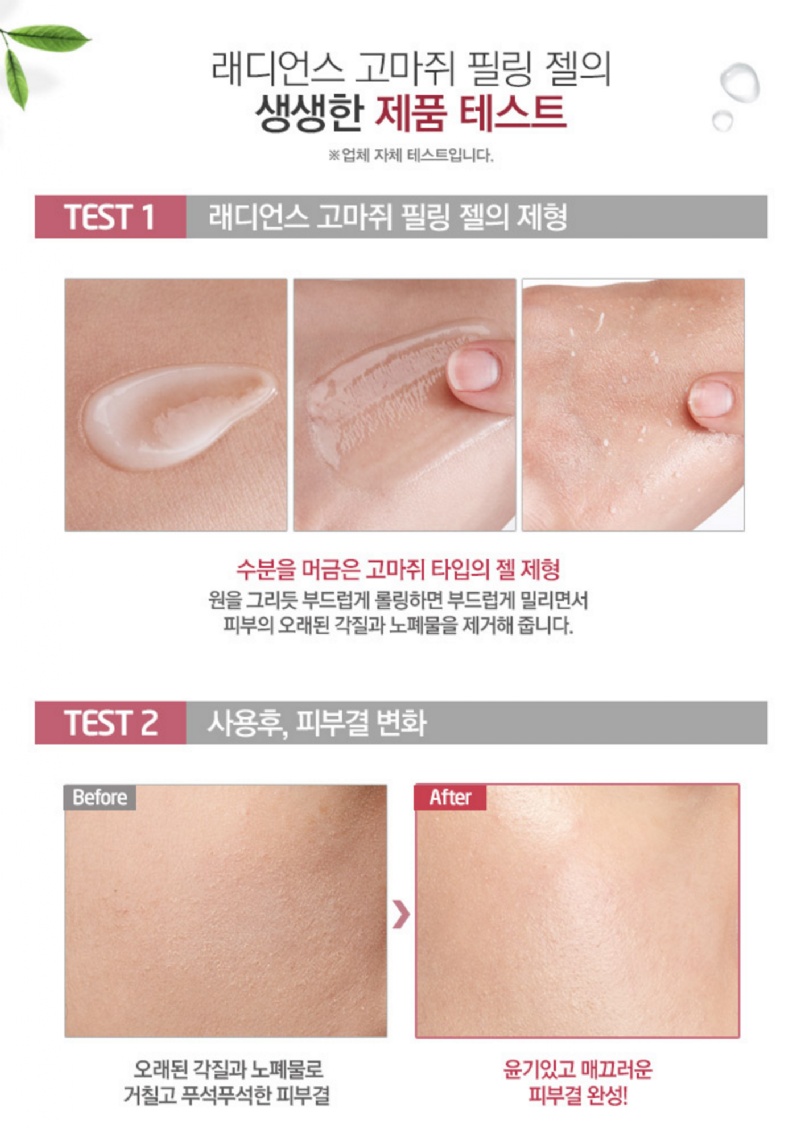 래디언스 고마쥐 필링 젤의
생생한 제품 테스트
※업체 자체 테스트입니다.
TEST 1 래디언스 고마쥐 필링 젤의 제형
수분을 머금은 고마쥐 타입의 젤 제형
원을 그리듯 부드럽게 롤링하면 부드럽게 밀리면서
피부의 오래된 각질과 노폐물을 제거해 줍니다.
TEST 2 사용후, 피부결 변화
Before
After
오래된 각질과 노폐물로
거칠고 푸석푸석한 피부결
윤기있고 매끄러운
피부결 완성!